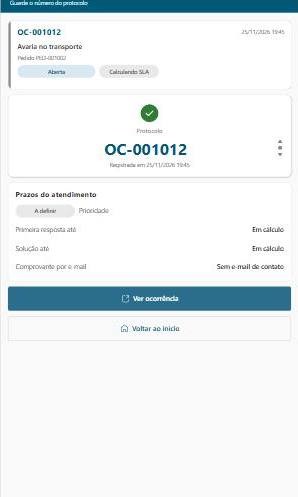 Guarde o número do protocolo
OC-001012
25/11/2026 19:45
Avaria no transporte
Pedido PED-001002
Aberta
Calculando SLA
Protocolo
OC-001012
Registrada em 25/11/2026 19:45
Prazos do atendimento
A definir
Prioridade
Primeira resposta até
Em cálculo
Solução até
Em cálculo
Comprovante por e-mail
Sem e-mail de contato
Ver ocorrência
Voltar ao início